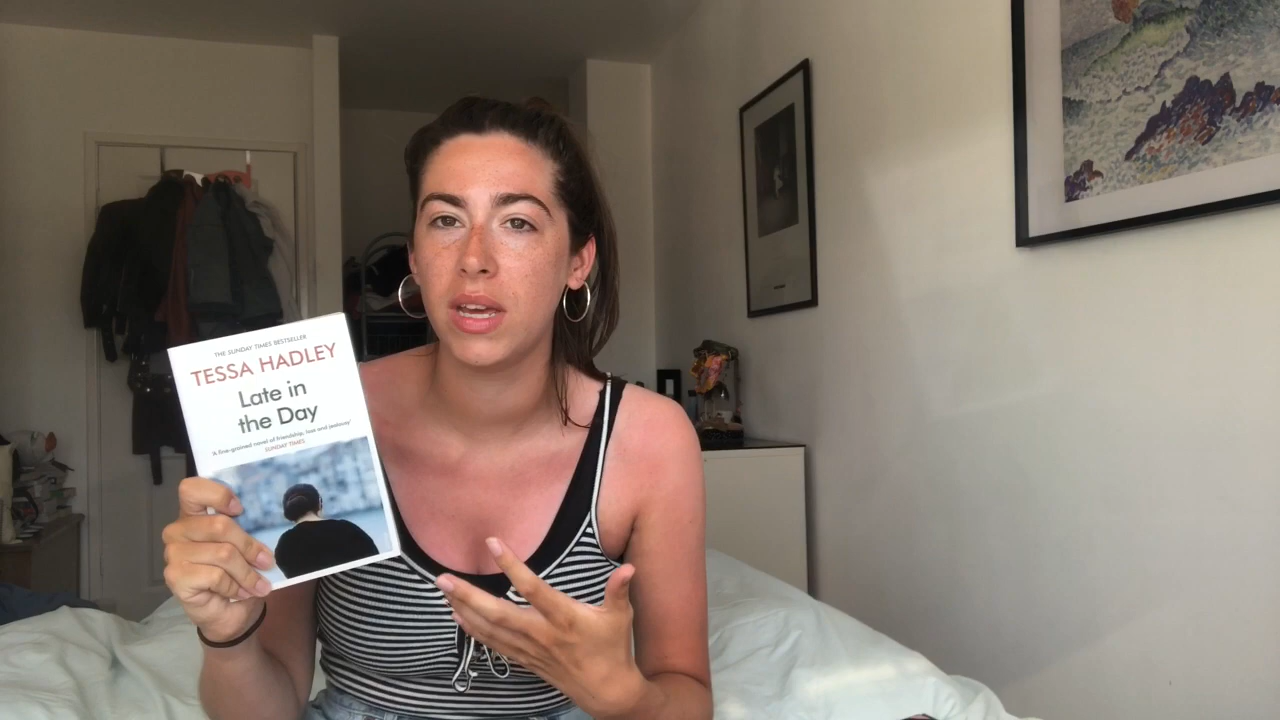 THE SUNDAY TIMES BESTSELLER
TESSA HADLEY
Late in
the Day
'A fine-grained novel of friendship, loss and jealousy'
SUNDAY TIMES